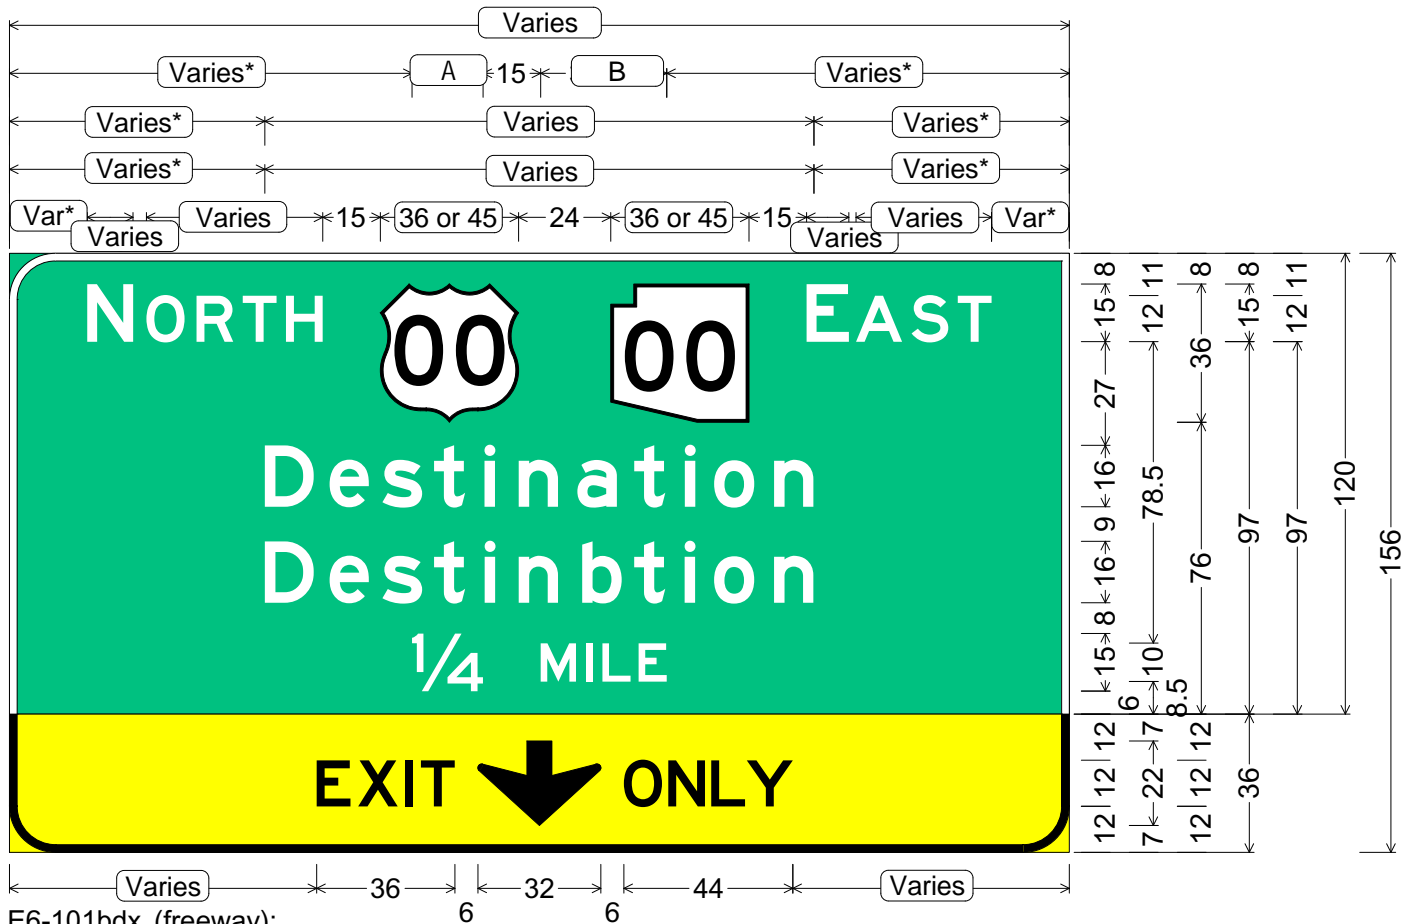 Varies
Varies* A 15 B Varies*
Varies* Varies Varies*
Varies* Varies Varies*
Var* Varies 15 36 or 45 24 36 or 45 15 Varies Var*
Varies Varies
NORTH 00 00 EAST
Destination
Destinbtion
1/4 MILE
EXIT ONLY
8 11 8 8 11
15 12 36 15 12
27 78.5 97 97 120 156
16
9
16 76
8
15 10
6 8.5
12 7 12
12 22 12 36
12 7 12
Varies 36 32 44 Varies
6 6
E6-101bdx (freeway):